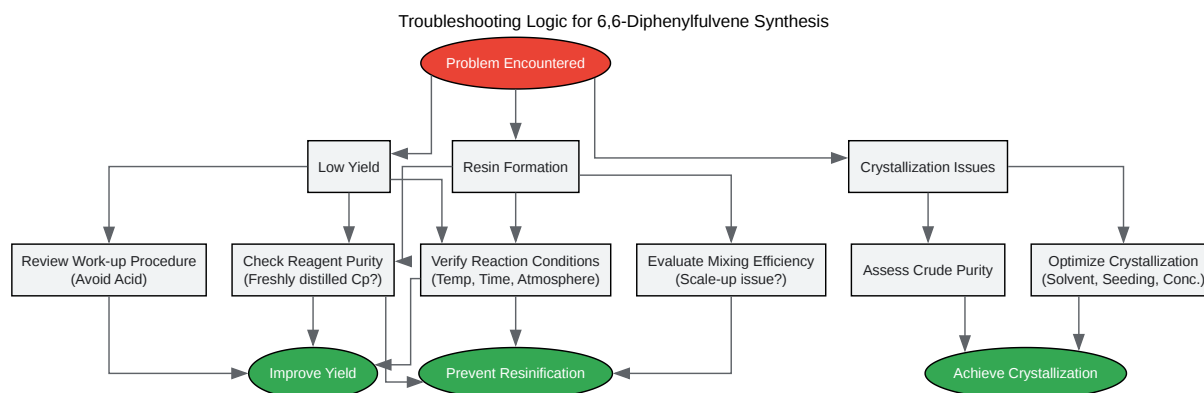 Troubleshooting Logic for 6,6-Diphenylfulvene Synthesis
Problem Encountered
Low Yield
Resin Formation
Crystallization Issues
Review Work-up Procedure
(Avoid Acid)
Check Reagent Purity
(Freshly distilled Cp?)
Verify Reaction Conditions
(Temp, Time, Atmosphere)
Evaluate Mixing Efficiency
(Scale-up issue?)
Assess Crude Purity
Optimize Crystallization
(Solvent, Seeding, Conc.)
Improve Yield
Prevent Resinification
Achieve Crystallization